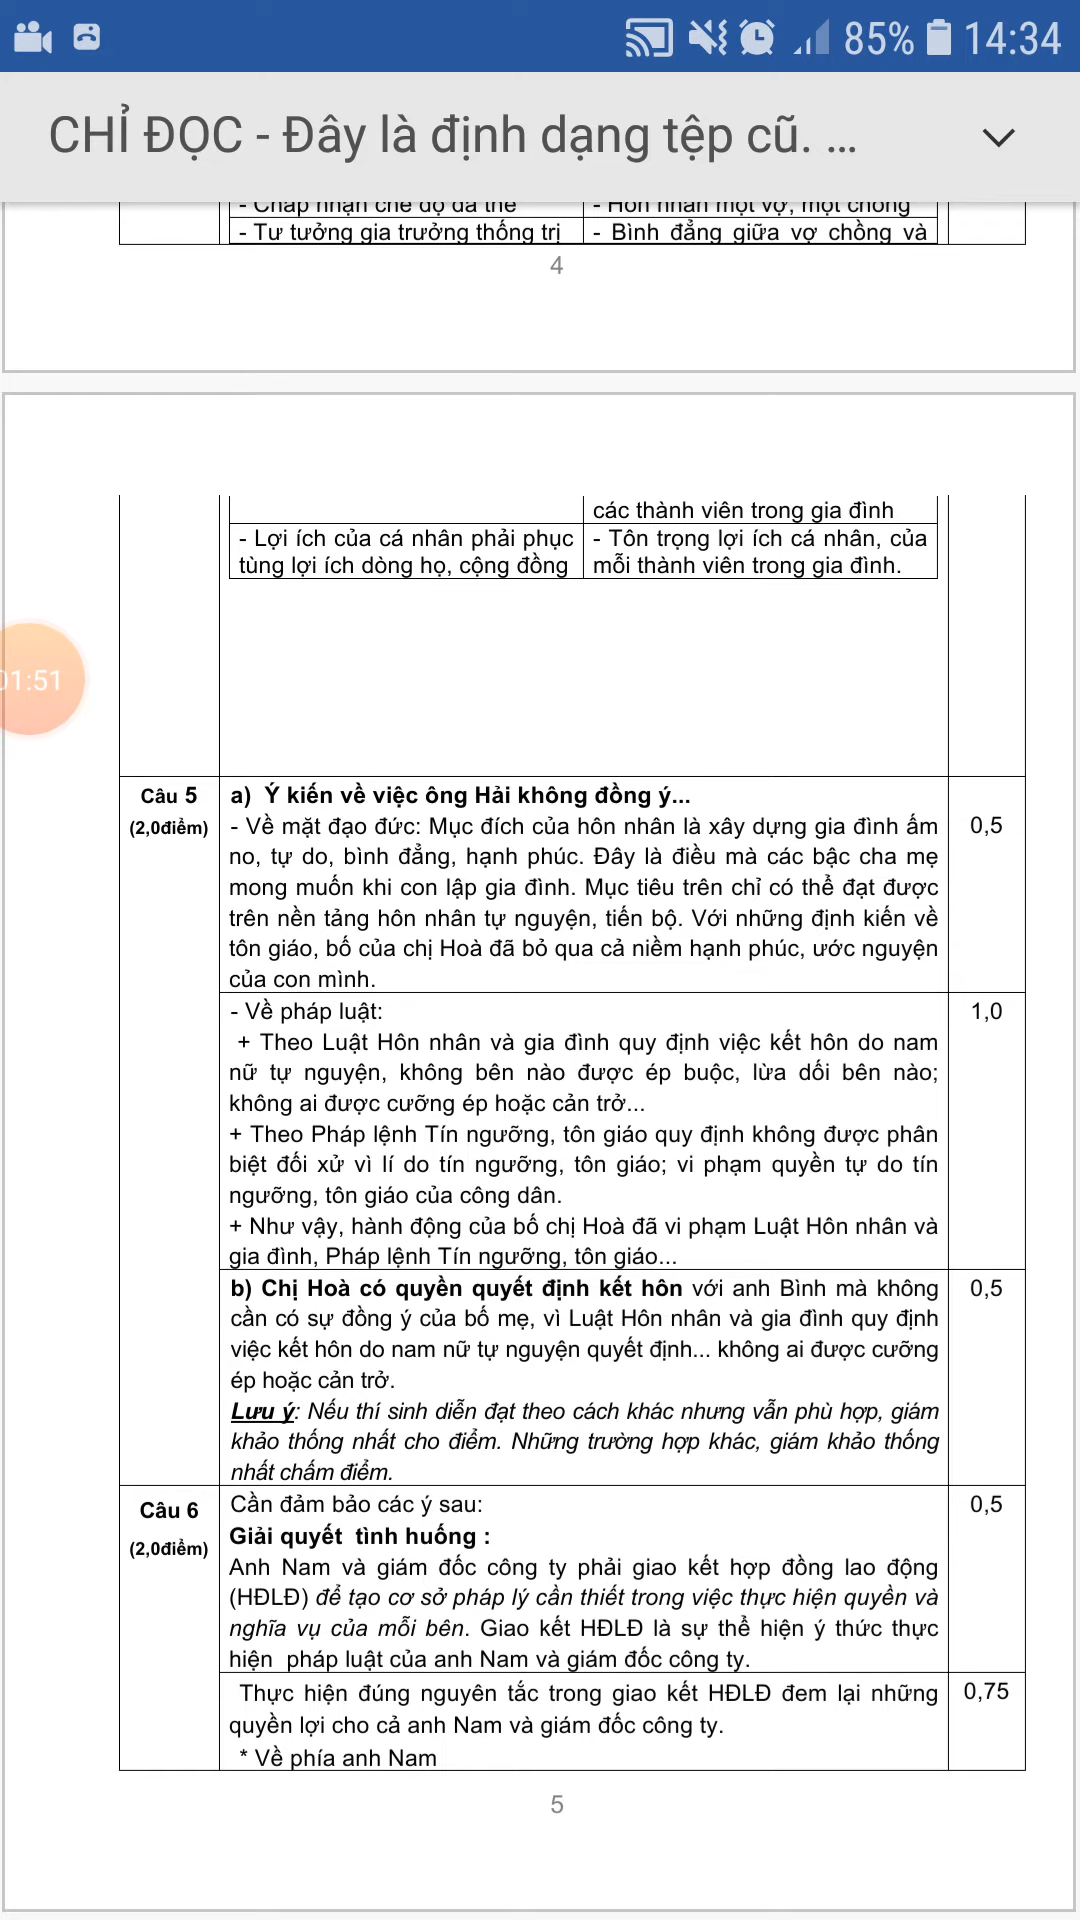 85% 14:34
CHỈ ĐỌC - Đây là định dạng tệp cũ. ...
- Chấp nhận chế độ đa thê
- Hôn nhân một vợ, một chồng
- Tư tưởng gia trưởng thống trị
- Bình đẳng giữa vợ chồng và
4
các thành viên trong gia đình
- Lợi ích của cá nhân phải phục
tùng lợi ích dòng họ, cộng đồng
- Tôn trọng lợi ích cá nhân, của
mỗi thành viên trong gia đình.
01:51
Câu 5
(2,0điểm)
a) Ý kiến về việc ông Hải không đồng ý...
- Về mặt đạo đức: Mục đích của hôn nhân là xây dựng gia đình ấm
no, tự do, bình đẳng, hạnh phúc. Đây là điều mà các bậc cha mẹ
mong muốn khi con lập gia đình. Mục tiêu trên chỉ có thể đạt được
trên nền tảng hôn nhân tự nguyện, tiến bộ. Với những định kiến về
tôn giáo, bố của chị Hoà đã bỏ qua cả niềm hạnh phúc, ước nguyện
của con mình.
0,5
- Về pháp luật:
+ Theo Luật Hôn nhân và gia đình quy định việc kết hôn do nam
nữ tự nguyện, không bên nào được ép buộc, lừa dối bên nào;
không ai được cưỡng ép hoặc cản trở...
+ Theo Pháp lệnh Tín ngưỡng, tôn giáo quy định không được phân
biệt đối xử vì lí do tín ngưỡng, tôn giáo; vi phạm quyền tự do tín
ngưỡng, tôn giáo của công dân.
+ Như vậy, hành động của bố chị Hoà đã vi phạm Luật Hôn nhân và
gia đình, Pháp lệnh Tín ngưỡng, tôn giáo...
1,0
b) Chị Hoà có quyền quyết định kết hôn với anh Bình mà không
cần có sự đồng ý của bố mẹ, vì Luật Hôn nhân và gia đình quy định
việc kết hôn do nam nữ tự nguyện quyết định... không ai được cưỡng
ép hoặc cản trở.
Lưu ý: Nếu thí sinh diễn đạt theo cách khác nhưng vẫn phù hợp, giám
khảo thống nhất cho điểm. Những trường hợp khác, giám khảo thống
nhất chấm điểm.
0,5
Câu 6
(2,0điểm)
Cần đảm bảo các ý sau:
Giải quyết tình huống :
Anh Nam và giám đốc công ty phải giao kết hợp đồng lao động
(HĐLĐ) để tạo cơ sở pháp lý cần thiết trong việc thực hiện quyền và
nghĩa vụ của mỗi bên. Giao kết HĐLĐ là sự thể hiện ý thức thực
hiện pháp luật của anh Nam và giám đốc công ty.
0,5
Thực hiện đúng nguyên tắc trong giao kết HĐLĐ đem lại những
quyền lợi cho cả anh Nam và giám đốc công ty.
* Về phía anh Nam
0,75
5